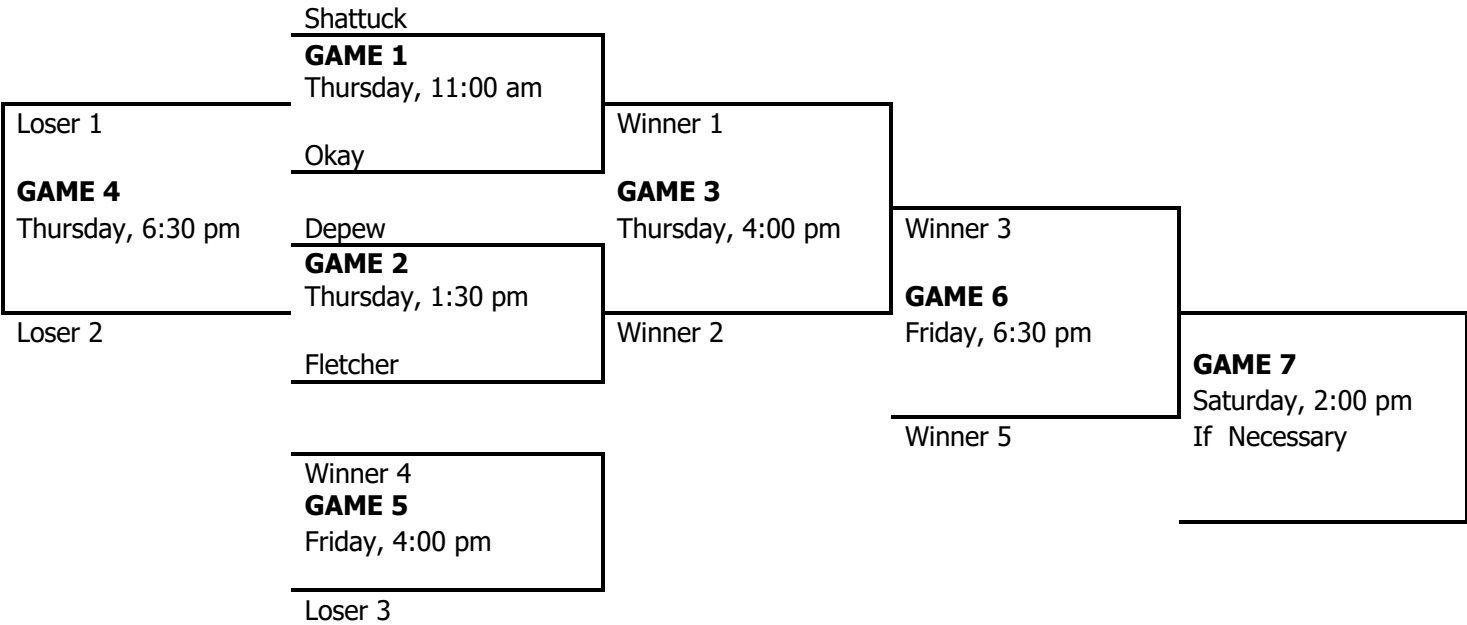 Shattuck
GAME 1
Thursday, 11:00 am
Loser 1
Winner 1
Okay
GAME 4
GAME 3
Thursday, 6:30 pm
Depew
Thursday, 4:00 pm
Winner 3
GAME 2
Thursday, 1:30 pm
GAME 6
Loser 2
Winner 2
Friday, 6:30 pm
Fletcher
GAME 7
Saturday, 2:00 pm
Winner 5
If Necessary
Winner 4
GAME 5
Friday, 4:00 pm
Loser 3